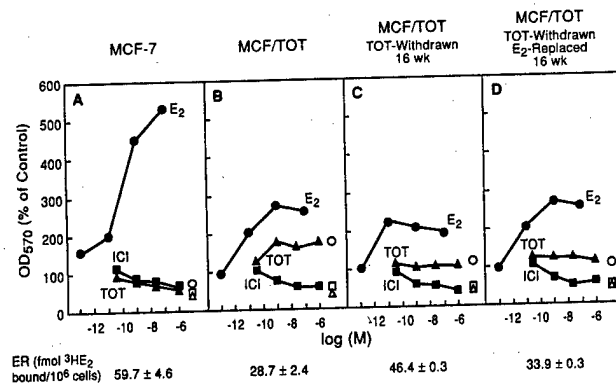 MCF-7
MCF/TOT
MCF/TOT
TOT-Withdrawn
16 wk
MCF/TOT
TOT-Withdrawn
E2-Replaced
16 wk
OD570 (% of Control)
600
500
400
300
200
100
0
A
E2
ICI
TOT
B
E2
TOT
ICI
C
E2
TOT
ICI
D
E2
TOT
ICI
-12 -10 -8 -6
-12 -10 -8 -6
-12 -10 -8 -6
-12 -10 -8 -6
log (M)
ER (fmol 3HE2
bound/10^6 cells)
59.7 ± 4.6
28.7 ± 2.4
46.4 ± 0.3
33.9 ± 0.3